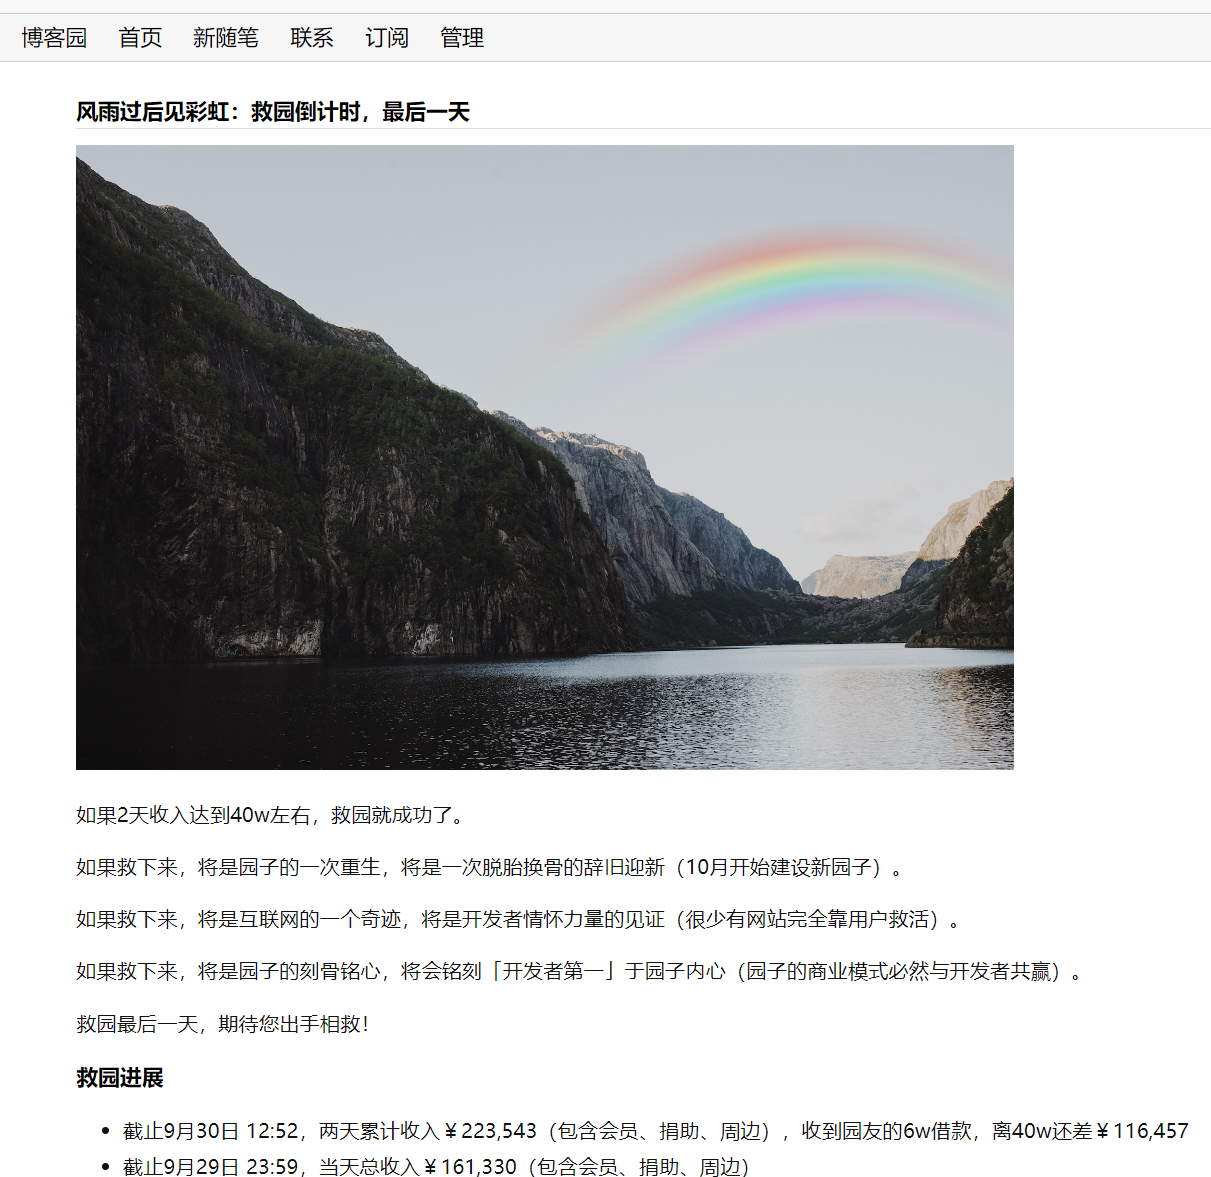 博客园 首页 新随笔 联系 订阅 管理
风雨过后见彩虹：救园倒计时，最后一天
如果2天收入达到40w左右，救园就成功了。
如果救下来，将是园子的一次重生，将是一次脱胎换骨的辞旧迎新（10月开始建设新园子）。
如果救下来，将是互联网的一个奇迹，将是开发者情怀力量的见证（很少有网站完全靠用户救活）。
如果救下来，将是园子的刻骨铭心，将会铭刻「开发者第一」于园子内心（园子的商业模式必然与开发者共赢）。
救园最后一天，期待您出手相救！
救园进展
• 截止9月30日 12:52，两天累计收入￥223,543（包含会员、捐助、周边），收到园友的6w借款，离40w还差￥116,457
• 截止9月29日 23:59，当天总收入￥161,330（包含会员、捐助、周边）